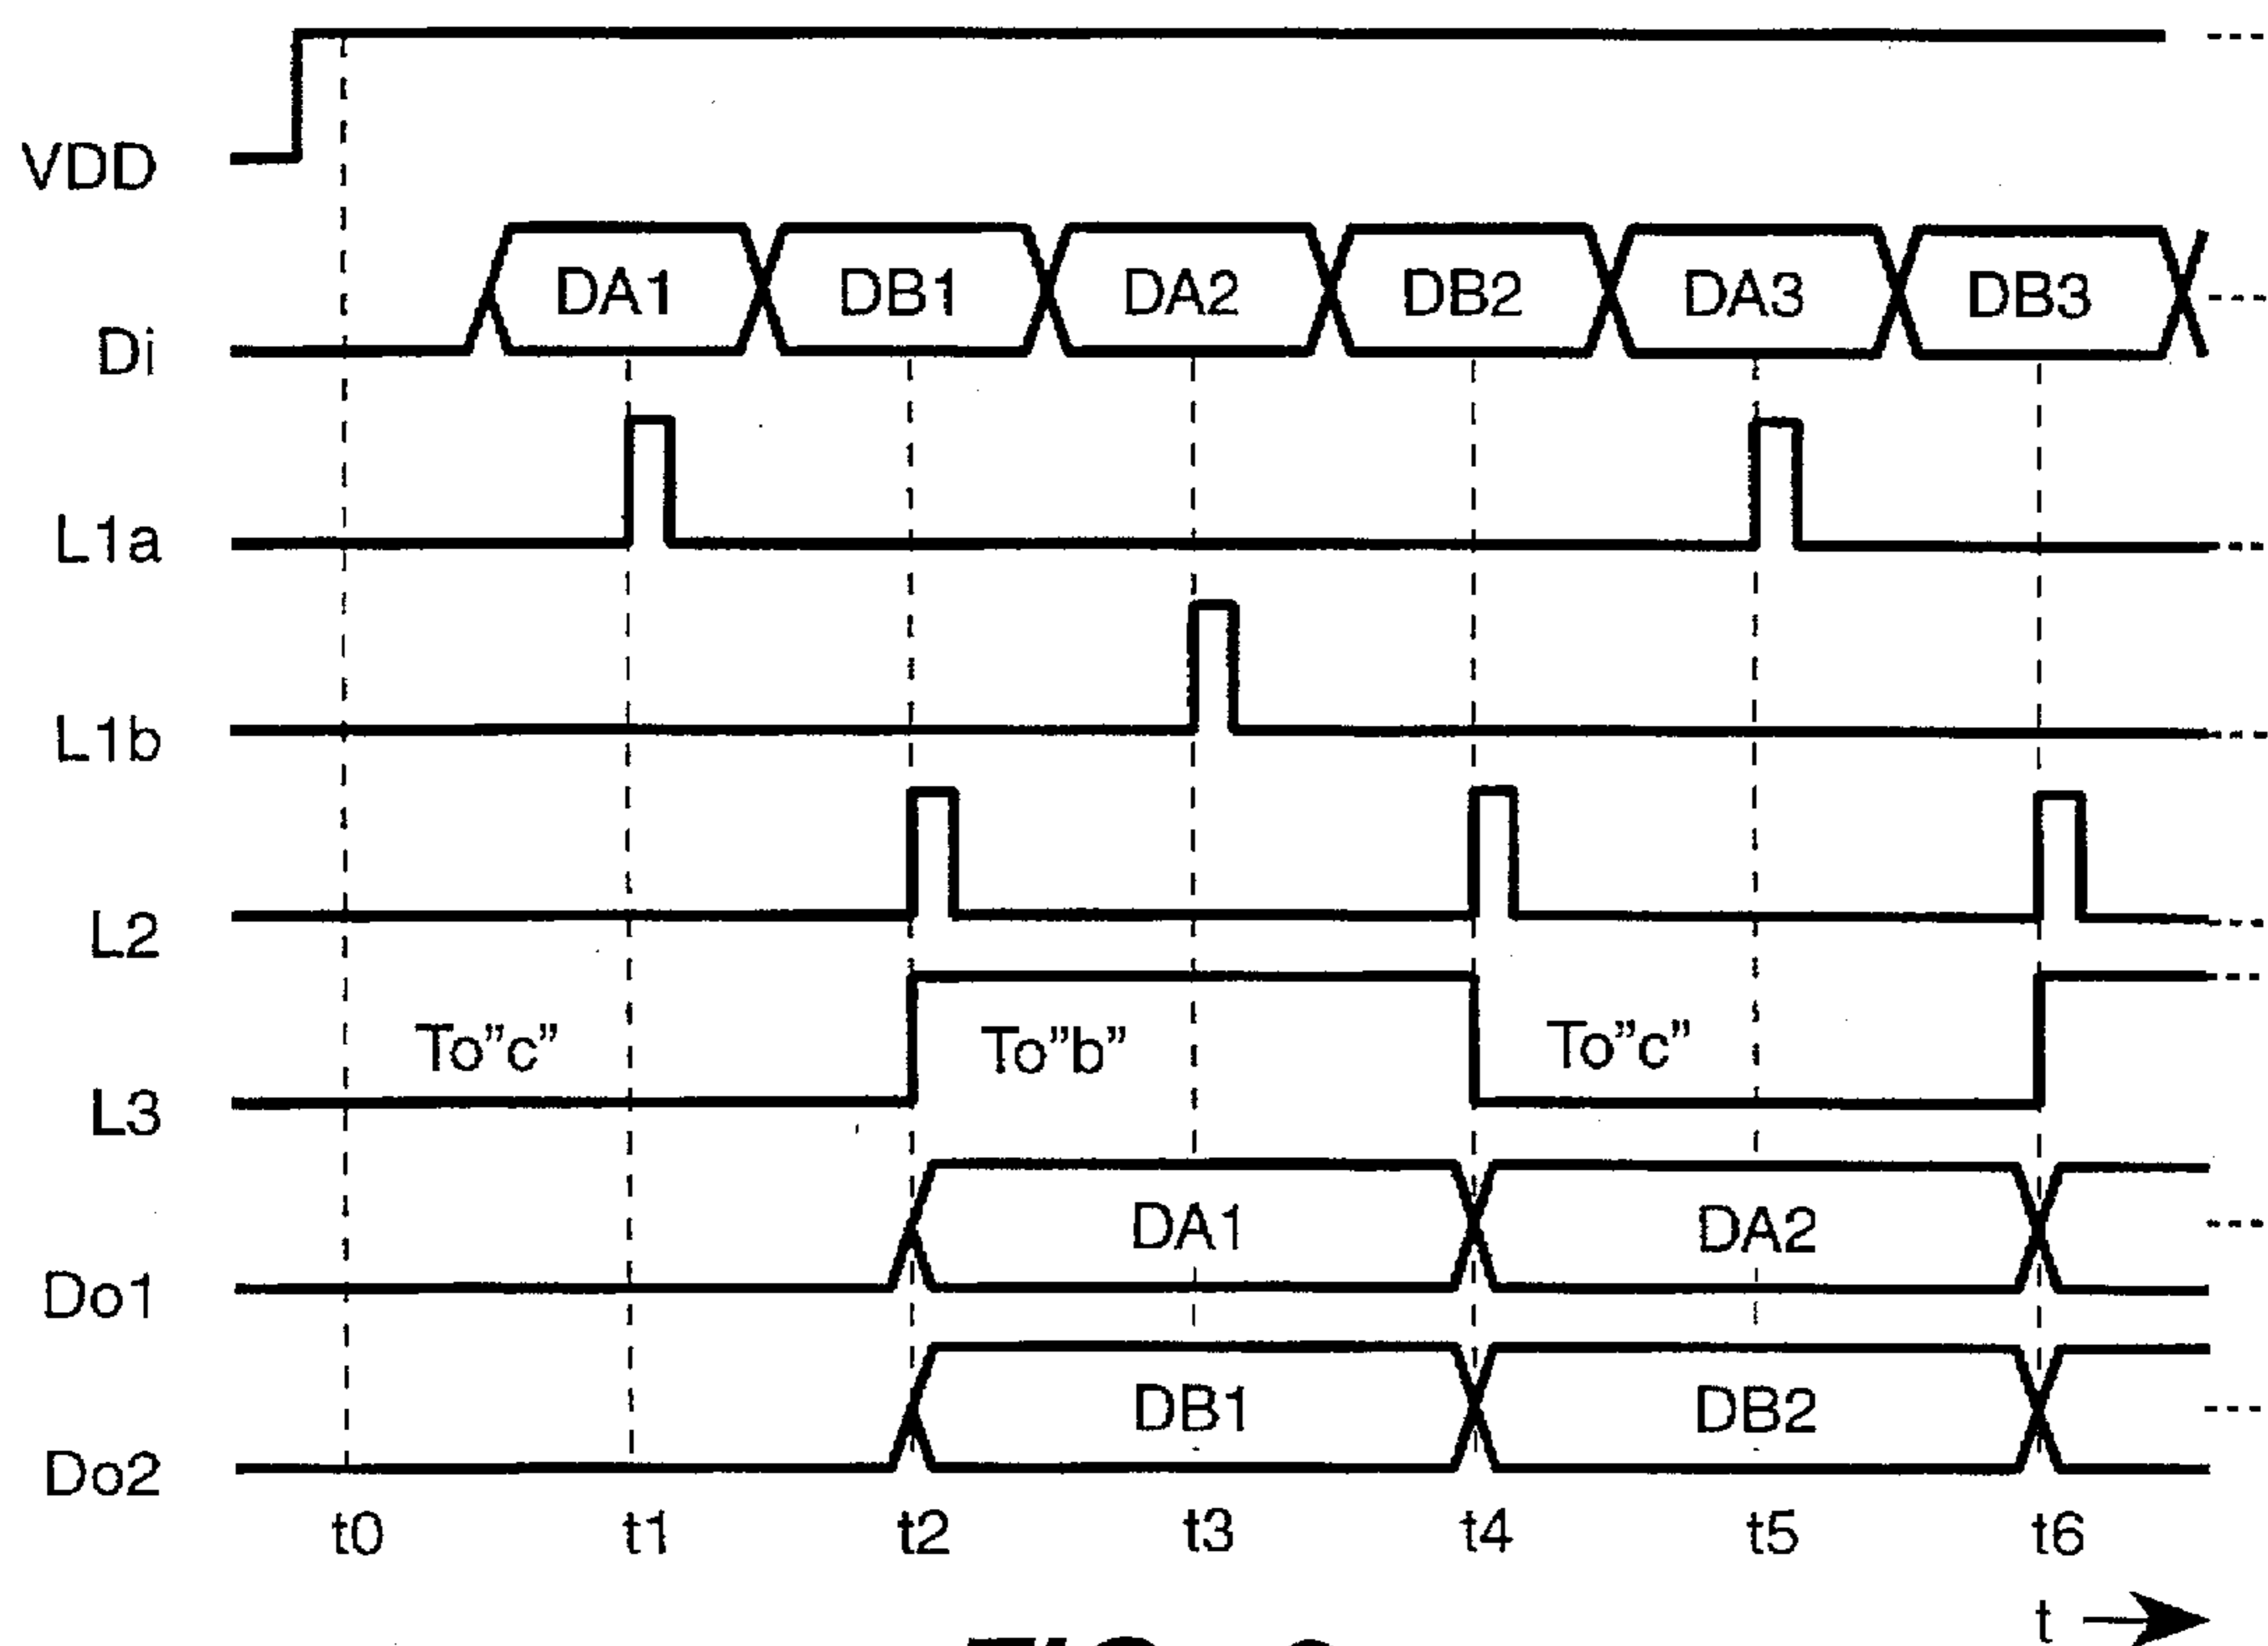 VDD
Di DA1 DB1 DA2 DB2 DA3 DB3
L1a
L1b
L2
L3 To"c" To"b" To"c"
Do1 DA1 DA2
Do2 DB1 DB2
t0 t1 t2 t3 t4 t5 t6
t